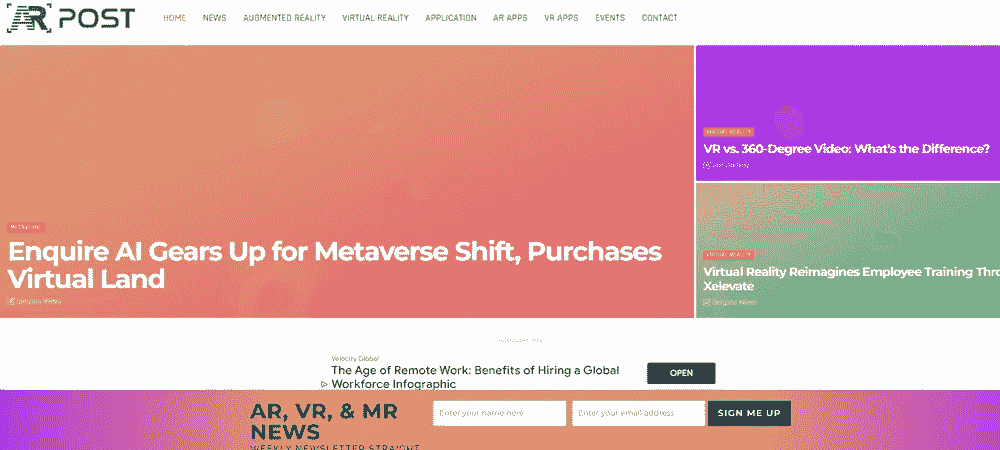 AR POST
HOME NEWS AUGMENTED REALITY VIRTUAL REALITY APPLICATION AR APPS VR APPS EVENTS CONTACT
METAVERSE
Enquire AI Gears Up for Metaverse Shift, Purchases
Virtual Land
VIRTUAL REALITY
VR vs. 360-Degree Video: What's the Difference?
VIRTUAL REALITY
Virtual Reality Reimagines Employee Training Thro
Xelevate
Velocity Global
The Age of Remote Work: Benefits of Hiring a Global
Workforce Infographic
OPEN
AR, VR, & MR
NEWS
WEEKLY NEWSLETTER STRAIGHT
Enter your name here
Enter your email address
SIGN ME UP